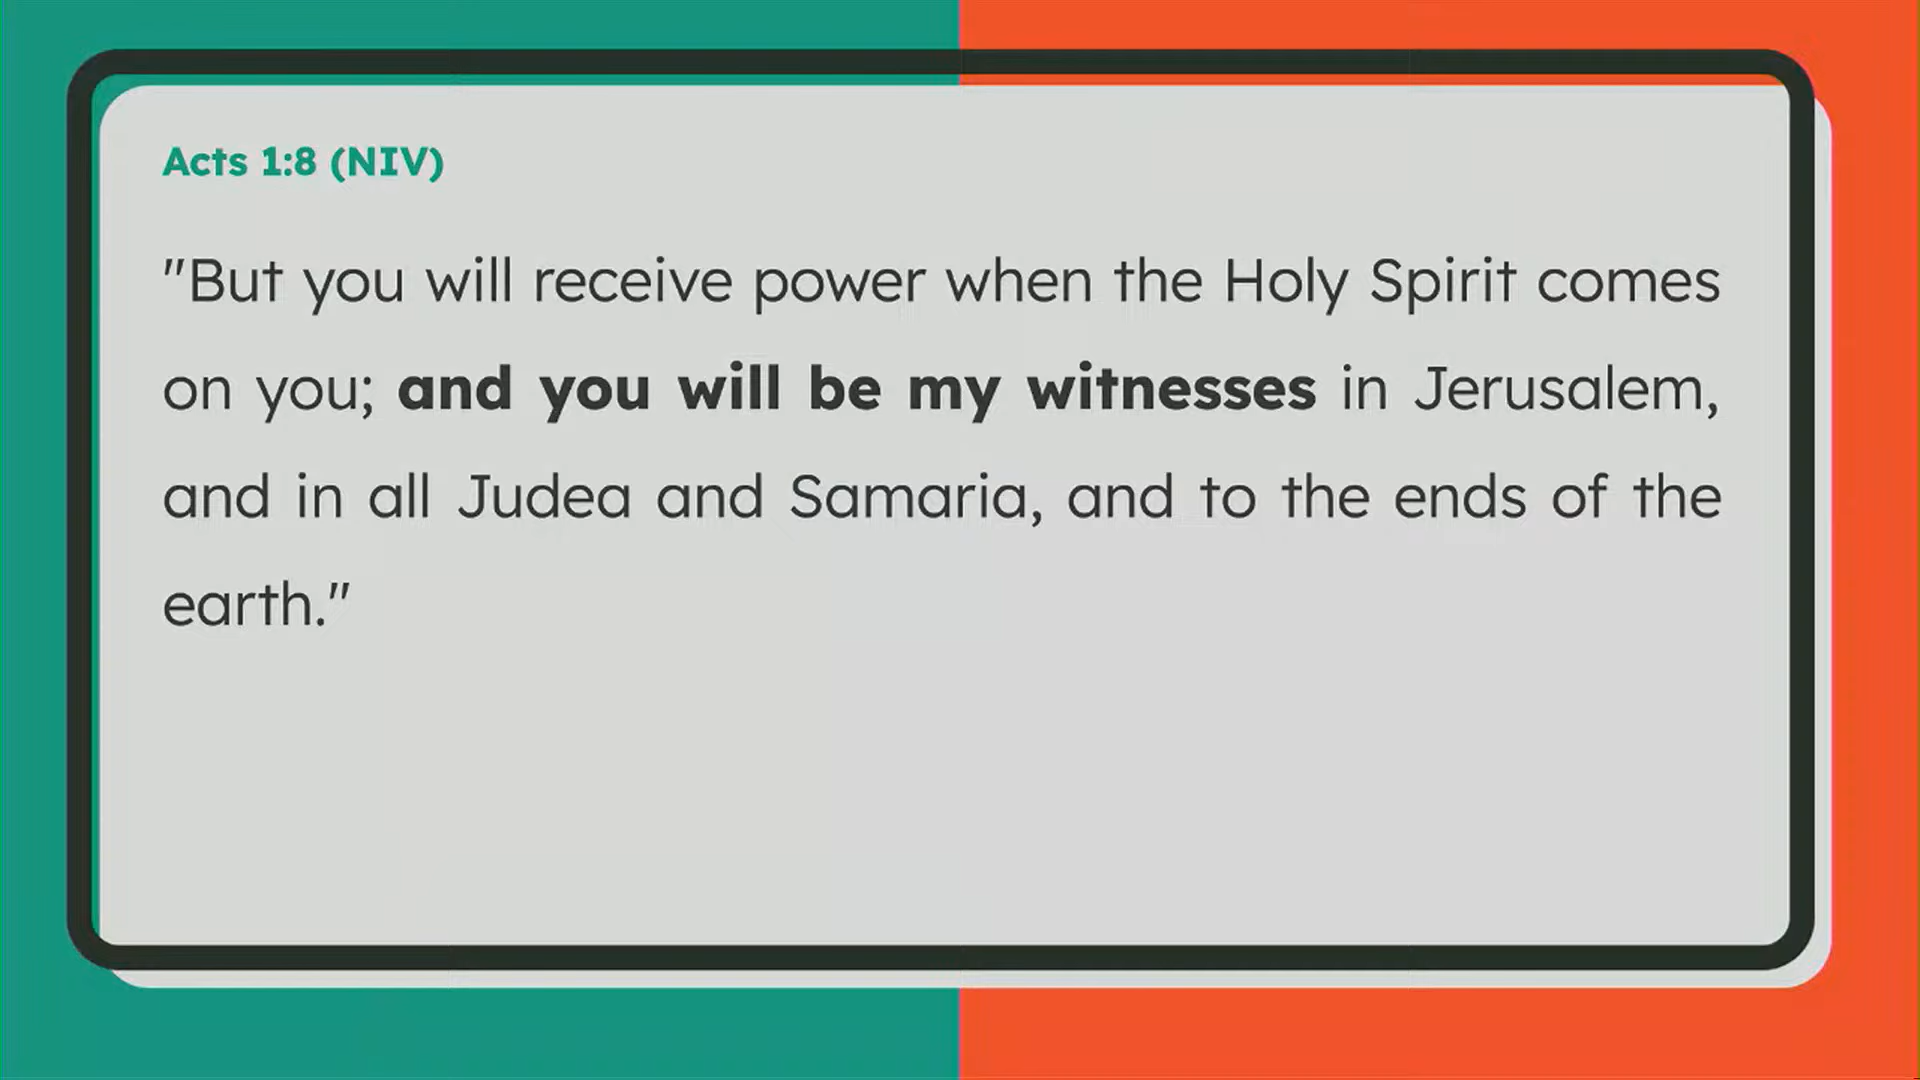 Acts 1:8 (NIV)
"But you will receive power when the Holy Spirit comes
on you; and you will be my witnesses in Jerusalem,
and in all Judea and Samaria, and to the ends of the
earth."